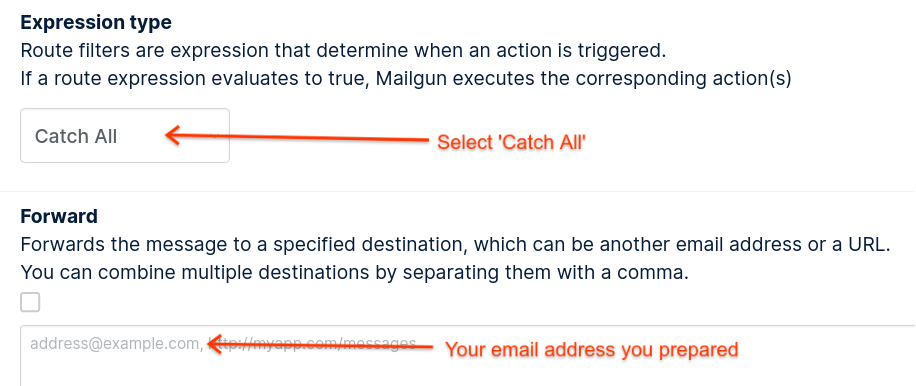 Expression type
Route filters are expression that determine when an action is triggered.
If a route expression evaluates to true, Mailgun executes the corresponding action(s)
Catch All
Select 'Catch All'
Forward
Forwards the message to a specified destination, which can be another email address or a URL.
You can combine multiple destinations by separating them with a comma.
address@example.com, http://myapp.com/messages
Your email address you prepared